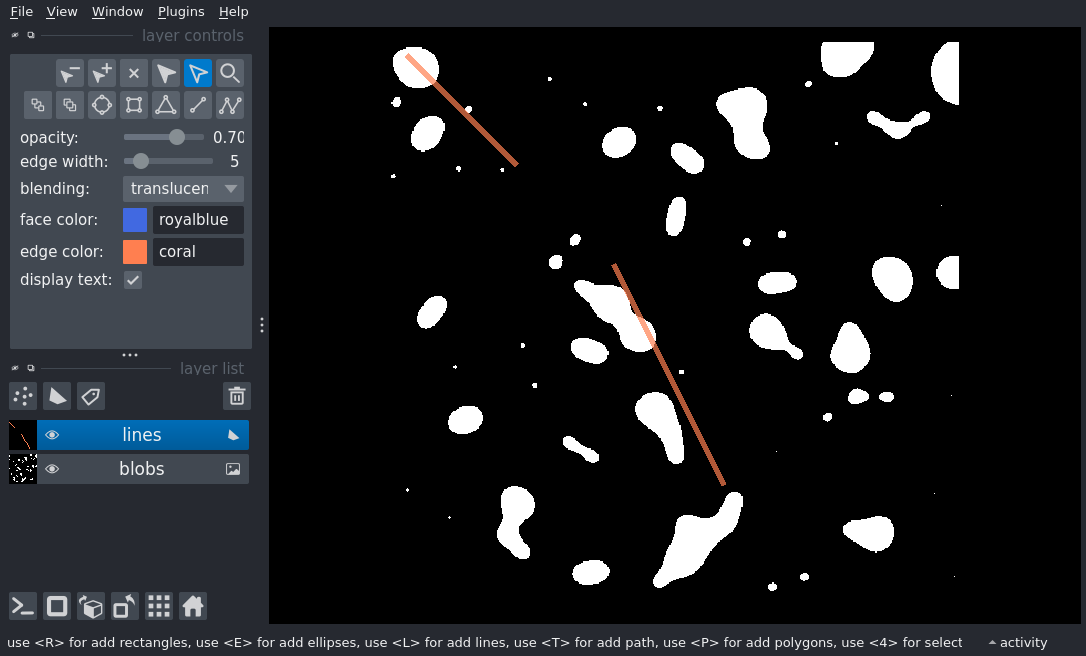 File View Window Plugins Help
layer controls
opacity: 0.70
edge width: 5
blending: translucen
face color: royalblue
edge color: coral
display text:
layer list
lines
blobs
use <R> for add rectangles, use <E> for add ellipses, use <L> for add lines, use <T> for add path, use <P> for add polygons, use <4> for select
activity